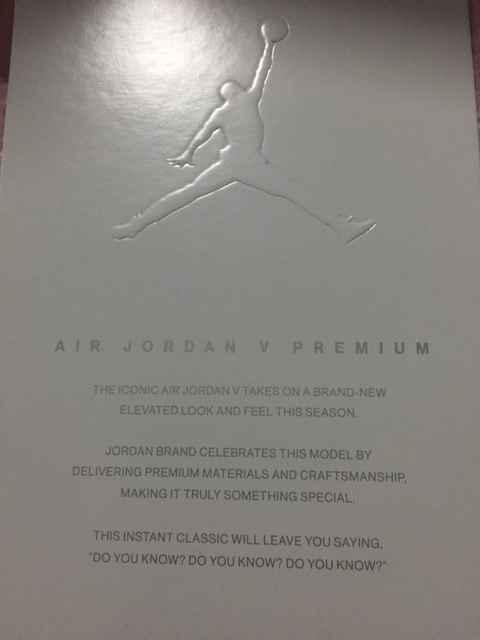 AIR JORDAN V PREMIUM
THE ICONIC AIR JORDAN V TAKES ON A BRAND-NEW
ELEVATED LOOK AND FEEL THIS SEASON.
JORDAN BRAND CELEBRATES THIS MODEL BY
DELIVERING PREMIUM MATERIALS AND CRAFTSMANSHIP,
MAKING IT TRULY SOMETHING SPECIAL.
THIS INSTANT CLASSIC WILL LEAVE YOU SAYING,
"DO YOU KNOW? DO YOU KNOW? DO YOU KNOW?"